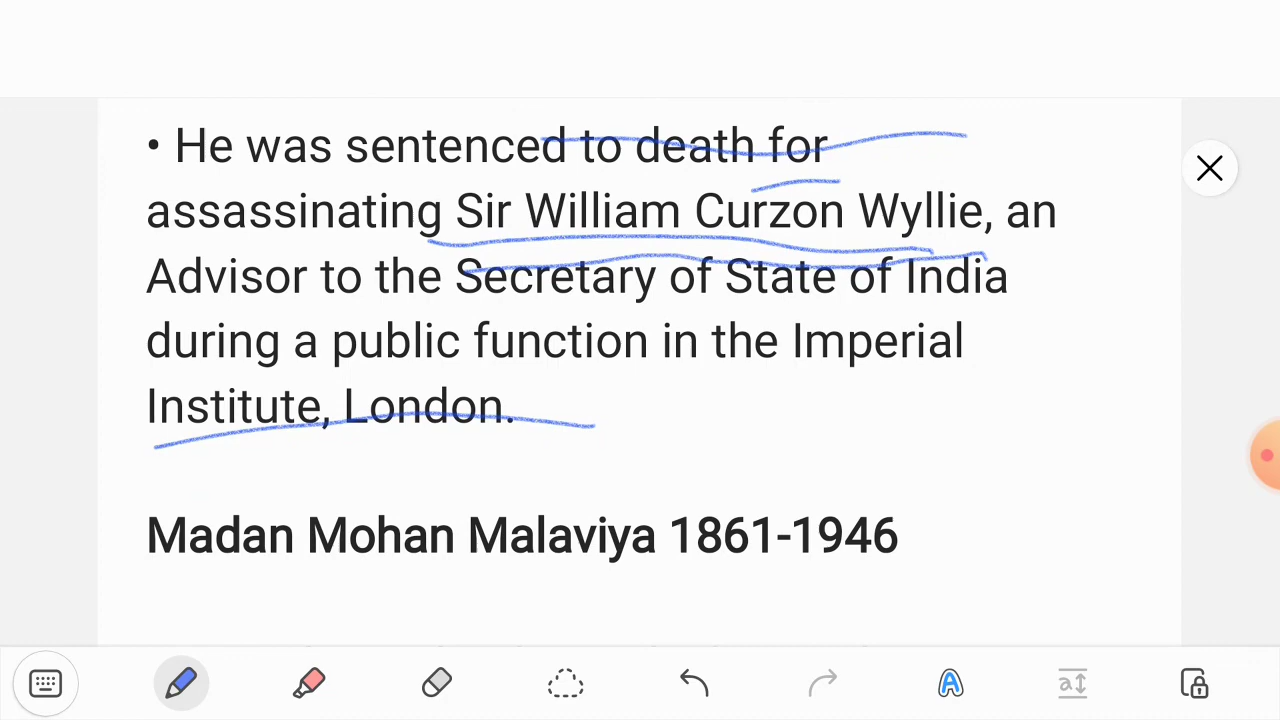 • He was sentenced to death for
assassinating Sir William Curzon Wyllie, an
Advisor to the Secretary of State of India
during a public function in the Imperial
Institute, London.
Madan Mohan Malaviya 1861-1946
A a↕